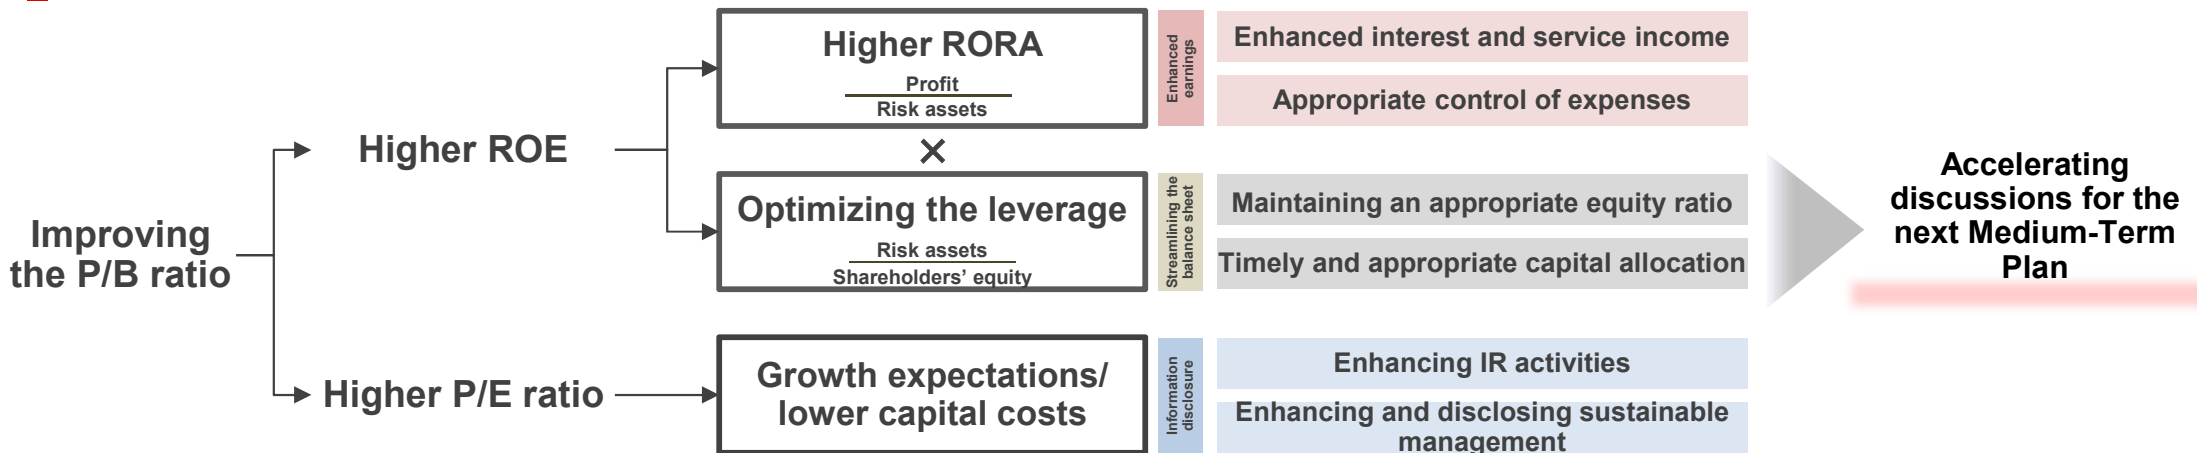 Improving
the P/B ratio
Higher ROE
Higher RORA
Profit
Risk assets
×
Optimizing the leverage
Risk assets
Shareholders’ equity
Enhanced
earnings
Enhanced interest and service income
Appropriate control of expenses
Streamlining the
balance sheet
Maintaining an appropriate equity ratio
Timely and appropriate capital allocation
Higher P/E ratio
Growth expectations/
lower capital costs
Information
disclosure
Enhancing IR activities
Enhancing and disclosing sustainable
management
Accelerating
discussions for the
next Medium-Term
Plan